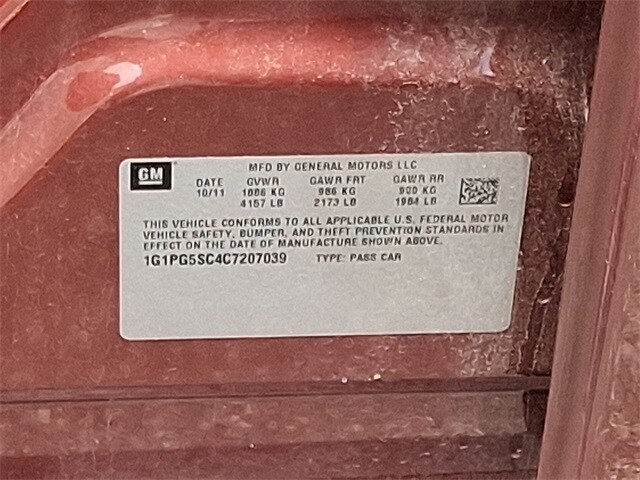 GM
MFD BY GENERAL MOTORS LLC
DATE GVWR GAWR FRT GAWR RR
10/11 1886 KG 986 KG 900 KG
4157 LB 2173 LB 1984 LB
THIS VEHICLE CONFORMS TO ALL APPLICABLE U.S. FEDERAL MOTOR
VEHICLE SAFETY, BUMPER, AND THEFT PREVENTION STANDARDS IN
EFFECT ON THE DATE OF MANUFACTURE SHOWN ABOVE.
1G1PG5SC4C7207039 TYPE: PASS CAR